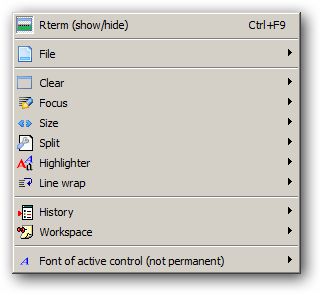 Rterm (show/hide) Ctrl+F9
File
Clear
Focus
Size
Split
Highlighter
Line wrap
History
Workspace
Font of active control (not permanent)